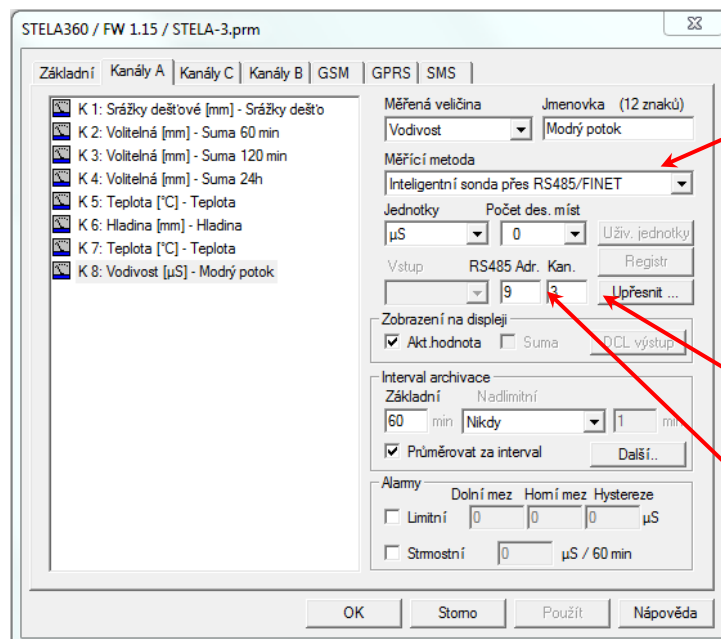 STELA360 / FW 1.15 / STELA-3.prm
Základní Kanály A Kanály C Kanály B GSM GPRS SMS
K 1: Srážky dešťové [mm] - Srážky dešťo
K 2: Volitelná [mm] - Suma 60 min
K 3: Volitelná [mm] - Suma 120 min
K 4: Volitelná [mm] - Suma 24h
K 5: Teplota [°C] - Teplota
K 6: Hladina [mm] - Hladina
K 7: Teplota [°C] - Teplota
K 8: Vodivost [µS] - Modrý potok
Měřená veličina Jmenovka (12 znaků)
Vodivost Modrý potok
Měřící metoda
Inteligentní sonda přes RS485/FINET
Jednotky Počet des. míst
µS 0 Uživ. jednotky
Vstup RS485 Adr. Kan. Registr
9 3 Upřesnit ...
Zobrazení na displeji
Akt.hodnota Suma DCL výstup
Interval archivace
Základní Nadlimitní
60 min Nikdy 1 min
Průměrovat za interval Další..
Alarmy
Dolní mez Horní mez Hystereze
Limitní 0 0 0 µS
Strmostní 0 µS / 60 min
OK Storno Použít Nápověda